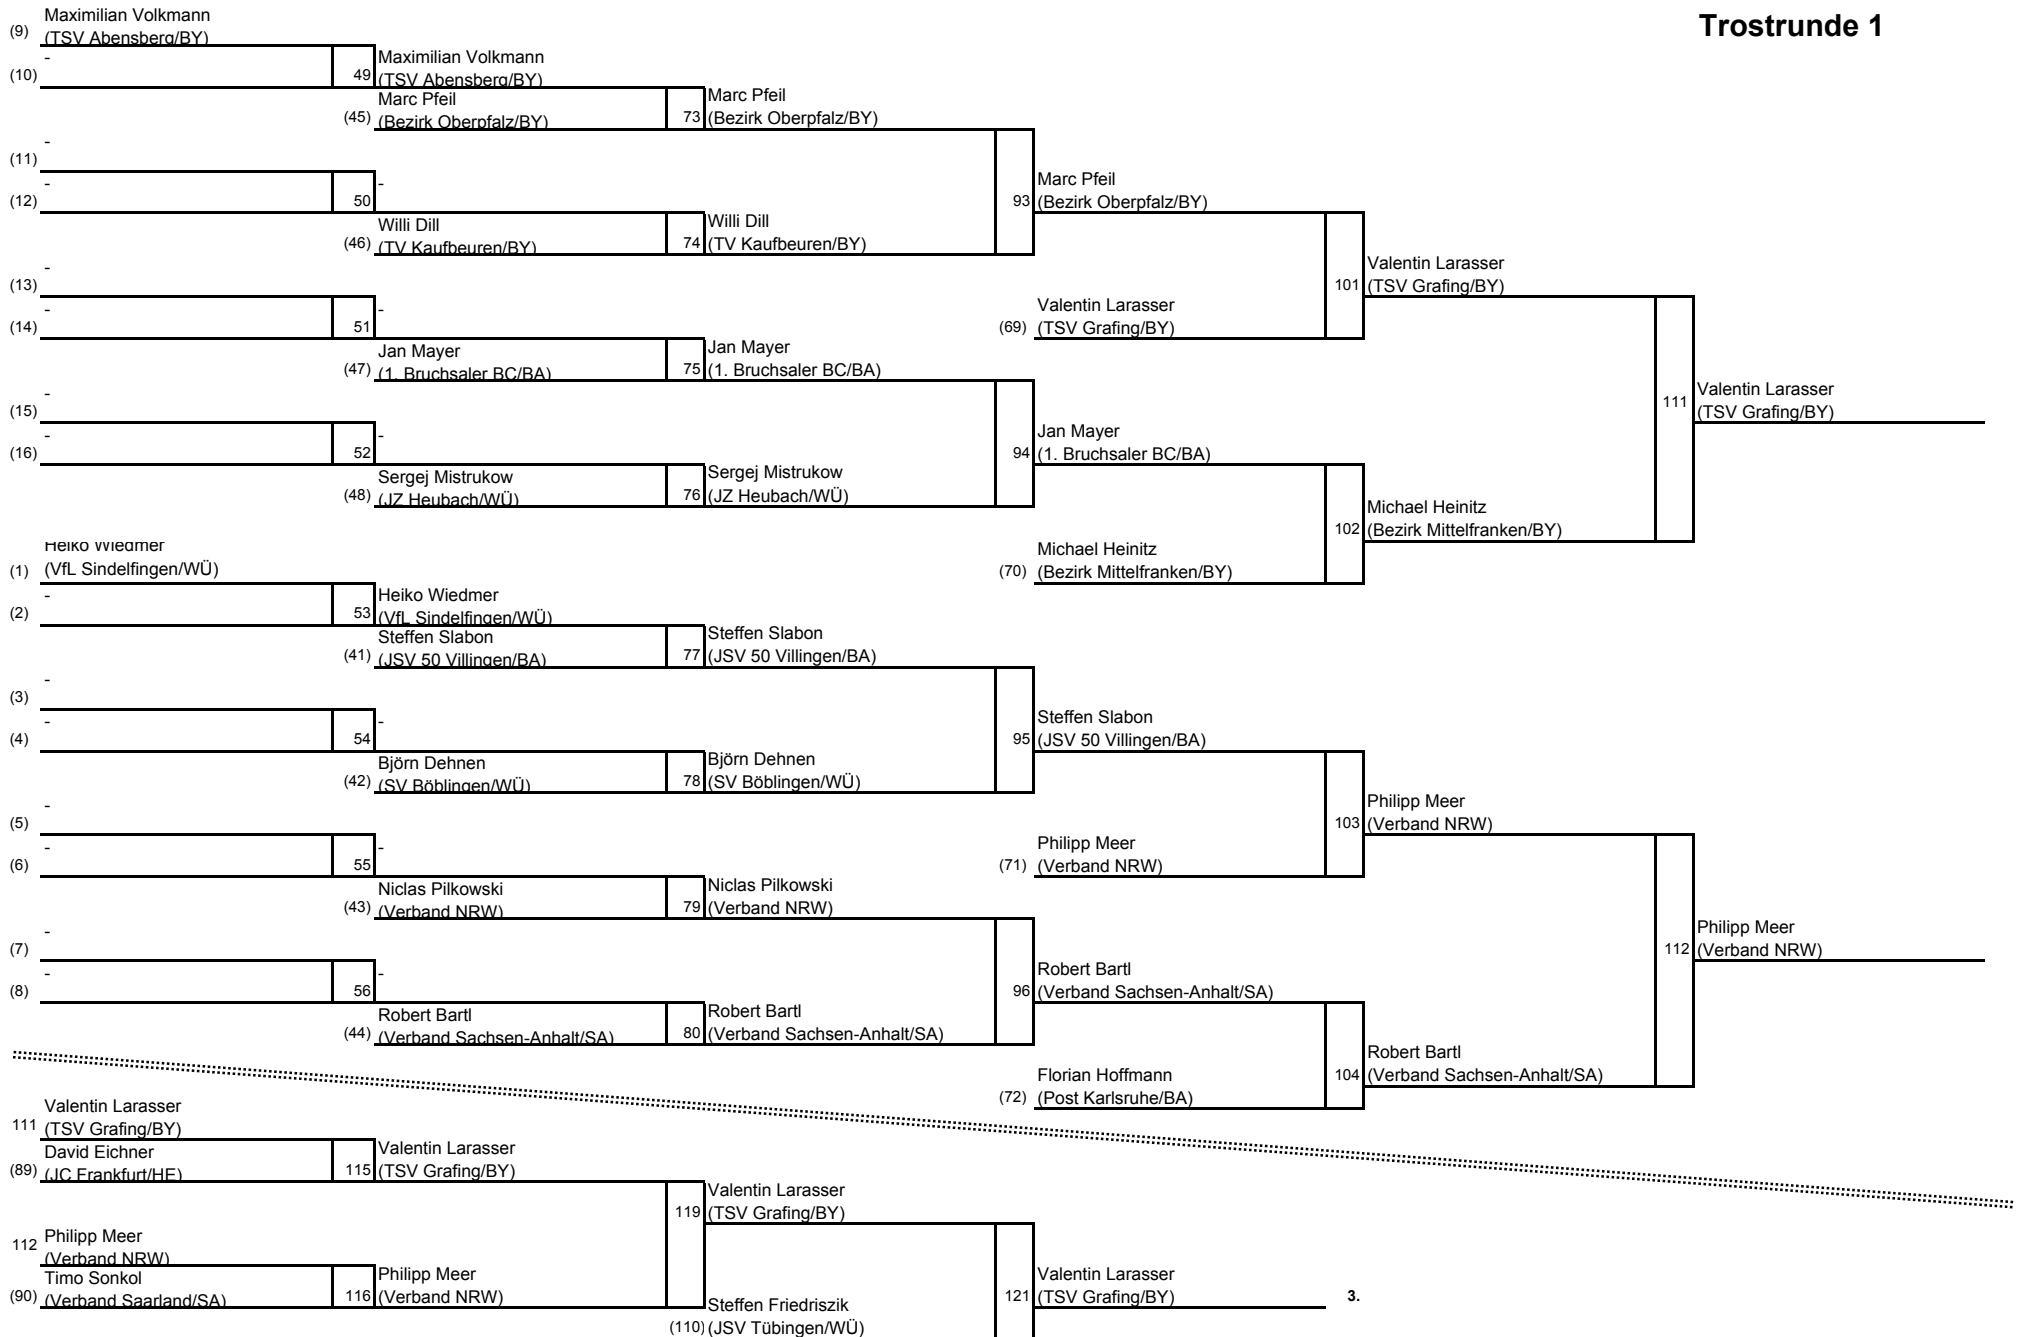 Trostrunde 1
Maximilian Volkmann
(9) (TSV Abensberg/BY)
-
(10)
49
Maximilian Volkmann
(TSV Abensberg/BY)
Marc Pfeil
(45) (Bezirk Oberpfalz/BY)
73
Marc Pfeil
(Bezirk Oberpfalz/BY)
-
(11)
-
(12)
50
-
Willi Dill
(46) (TV Kaufbeuren/BY)
74
Willi Dill
(TV Kaufbeuren/BY)
93
Marc Pfeil
(Bezirk Oberpfalz/BY)
-
(13)
-
(14)
51
-
Jan Mayer
(47) (1. Bruchsaler BC/BA)
75
Jan Mayer
(1. Bruchsaler BC/BA)
Valentin Larasser
(69) (TSV Grafing/BY)
101
Valentin Larasser
(TSV Grafing/BY)
-
(15)
-
(16)
52
-
Sergej Mistrukow
(48) (JZ Heubach/WÜ)
76
Sergej Mistrukow
(JZ Heubach/WÜ)
94
Jan Mayer
(1. Bruchsaler BC/BA)
111
Valentin Larasser
(TSV Grafing/BY)
Michael Heinitz
(70) (Bezirk Mittelfranken/BY)
102
Michael Heinitz
(Bezirk Mittelfranken/BY)
Heiko Wiedmer
(1) (VfL Sindelfingen/WÜ)
-
(2)
53
Heiko Wiedmer
(VfL Sindelfingen/WÜ)
Steffen Slabon
(41) (JSV 50 Villingen/BA)
77
Steffen Slabon
(JSV 50 Villingen/BA)
-
(3)
-
(4)
54
-
Björn Dehnen
(42) (SV Böblingen/WÜ)
78
Björn Dehnen
(SV Böblingen/WÜ)
95
Steffen Slabon
(JSV 50 Villingen/BA)
-
(5)
-
(6)
55
-
Niclas Pilkowski
(43) (Verband NRW)
79
Niclas Pilkowski
(Verband NRW)
Philipp Meer
(71) (Verband NRW)
103
Philipp Meer
(Verband NRW)
-
(7)
-
(8)
56
-
Robert Bartl
(44) (Verband Sachsen-Anhalt/SA)
80
Robert Bartl
(Verband Sachsen-Anhalt/SA)
96
Robert Bartl
(Verband Sachsen-Anhalt/SA)
112
Philipp Meer
(Verband NRW)
Florian Hoffmann
(72) (Post Karlsruhe/BA)
104
Robert Bartl
(Verband Sachsen-Anhalt/SA)
Valentin Larasser
111 (TSV Grafing/BY)
David Eichner
(89) (JC Frankfurt/HE)
115
Valentin Larasser
(TSV Grafing/BY)
Philipp Meer
112 (Verband NRW)
Timo Sonkol
(90) (Verband Saarland/SA)
116
Philipp Meer
(Verband NRW)
119
Valentin Larasser
(TSV Grafing/BY)
Steffen Friedriszik
(110) (JSV Tübingen/WÜ)
121
Valentin Larasser
(TSV Grafing/BY)
3.